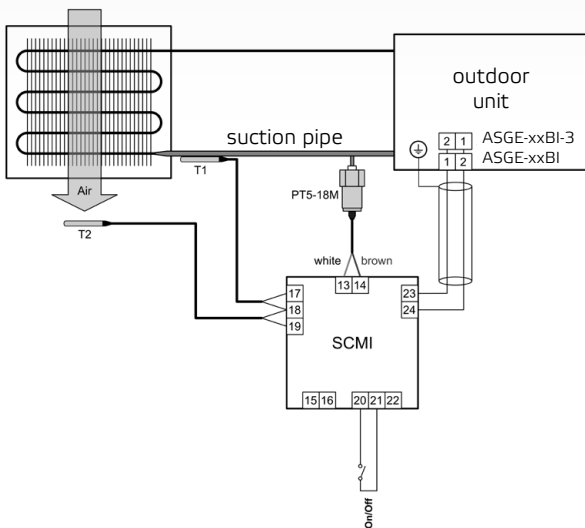 outdoor
unit
2 1 ASGE-xxBI-3
1 2 ASGE-xxBI
suction pipe
T1
PT5-18M
Air
T2
white brown
13 14
17
18
19
23
24
SCMI
15 16 20 21 22
On/Off